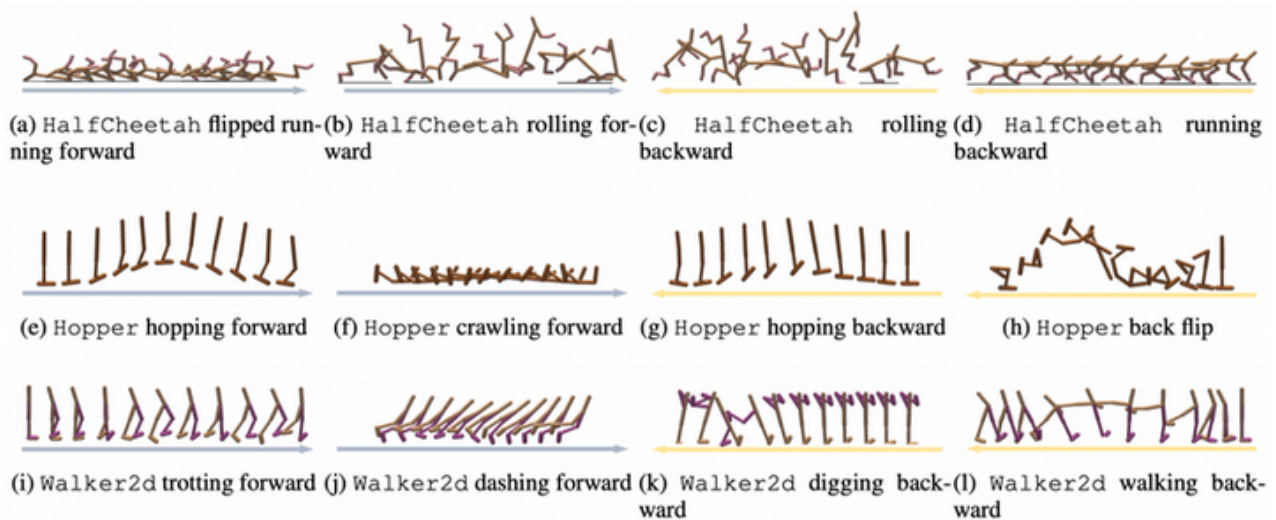 (a) HalfCheetah flipped run-
ning forward
(b) HalfCheetah rolling for-
ward
(c) HalfCheetah rolling
backward
(d) HalfCheetah running
backward
(e) Hopper hopping forward
(f) Hopper crawling forward
(g) Hopper hopping backward
(h) Hopper back flip
(i) Walker2d trotting forward
(j) Walker2d dashing forward
(k) Walker2d digging back-
ward
(l) Walker2d walking back-
ward